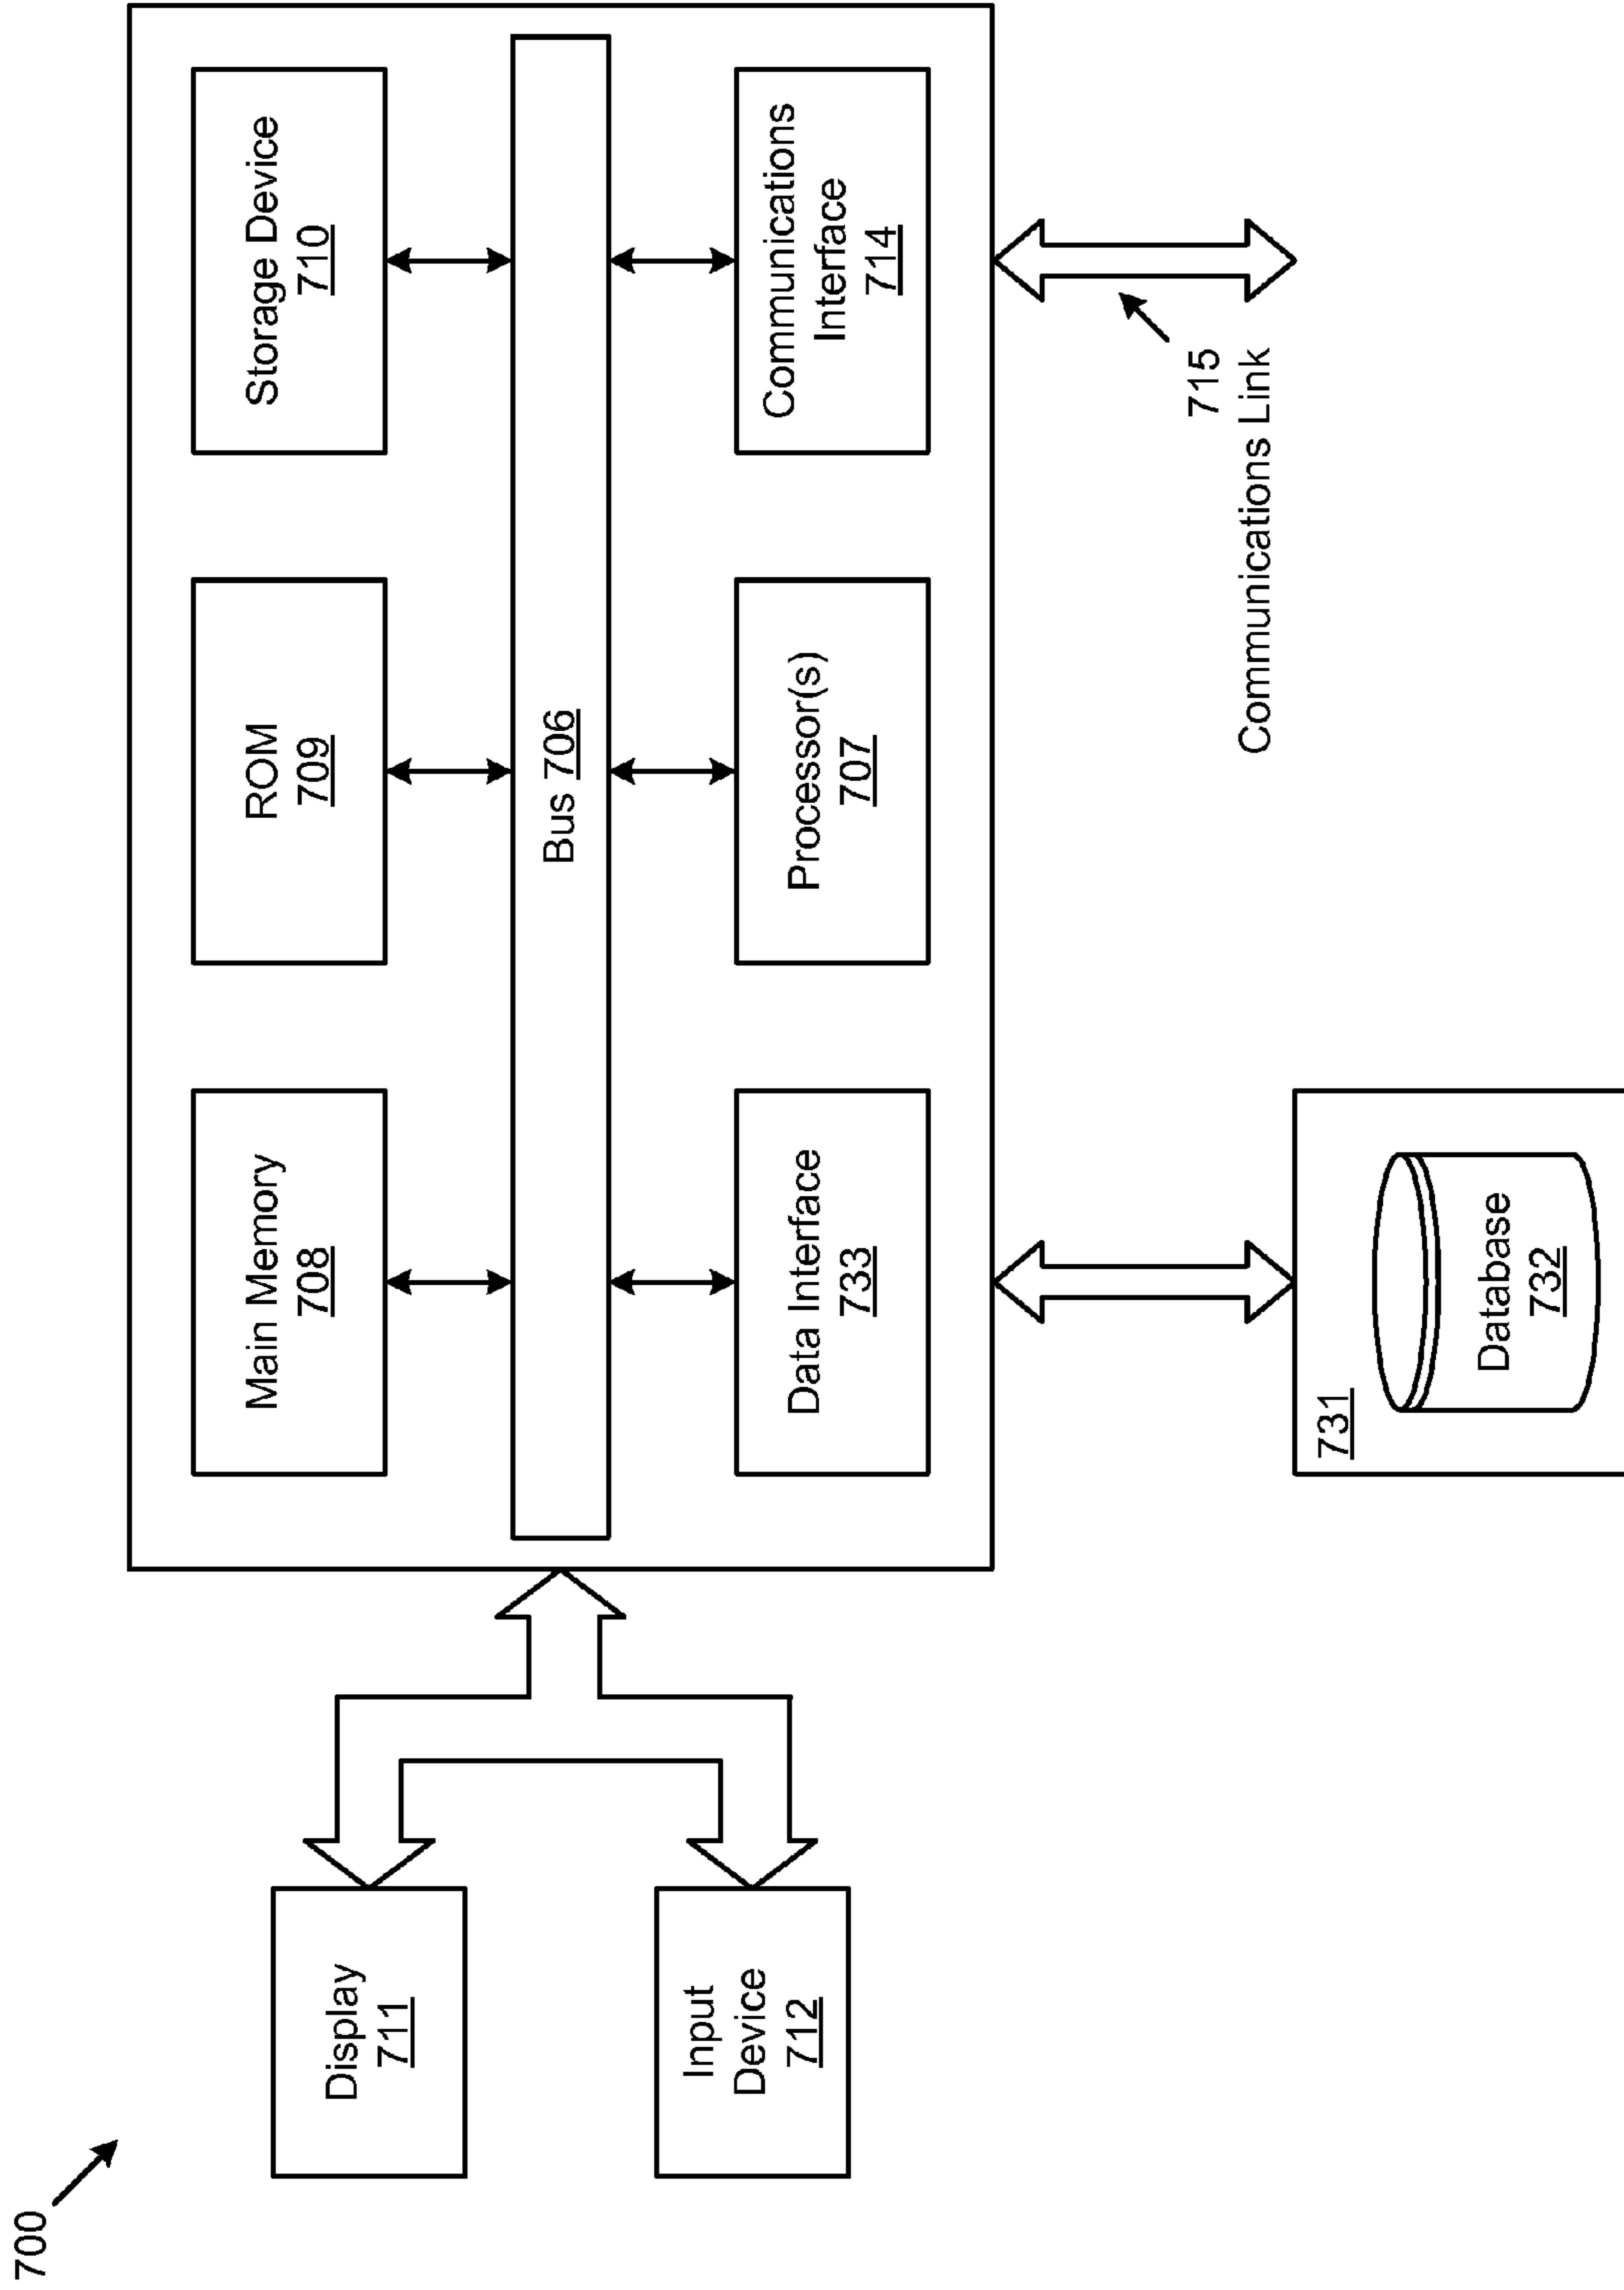 700
Display
711
Input
Device
712
Main Memory
708
ROM
709
Storage Device
710
Bus 706
Data Interface
733
Processor(s)
707
Communications
Interface
714
715
Communications Link
731
Database
732